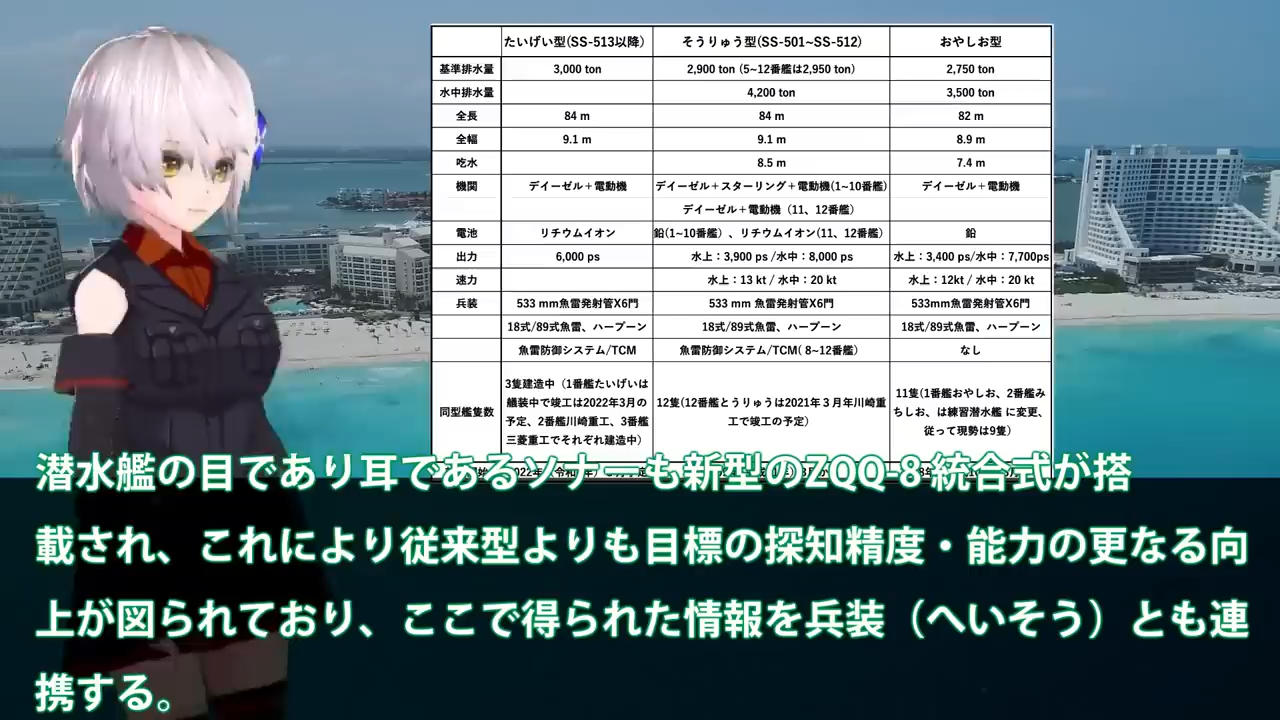 たいげい型(SS-513以降) そうりゅう型(SS-501~SS-512) おやしお型
基準排水量 3,000 ton 2,900 ton (5~12番艦は2,950 ton) 2,750 ton
水中排水量 4,200 ton 3,500 ton
全長 84 m 84 m 82 m
全幅 9.1 m 9.1 m 8.9 m
吃水 8.5 m 7.4 m
機関 デイーゼル＋電動機 デイーゼル＋スターリング＋電動機(1~10番艦) デイーゼル＋電動機
デイーゼル＋電動機（11、12番艦）
電池 リチウムイオン 鉛(1~10番艦）、リチウムイオン(11、12番艦） 鉛
出力 6,000 ps 水上：3,900 ps /水中：8,000 ps 水上：3,400 ps/水中：7,700ps
速力 水上：13 kt / 水中：20 kt 水上：12kt / 水中：20 kt
兵装 533 mm魚雷発射管X6門 533 mm 魚雷発射管X6門 533mm魚雷発射管X6門
18式/89式魚雷、ハープーン 18式/89式魚雷、ハープーン 18式/89式魚雷、ハープーン
魚雷防御システム/TCM 魚雷防御システム/TCM( 8~12番艦） なし
同型艦隻数
3隻建造中（1番艦たいげいは
艤装中で竣工は2022年3月の
予定、2番艦川崎重工、3番艦
三菱重工でそれぞれ建造中）
12隻(12番艦とうりゅうは2021年３月年川崎重
工で竣工の予定）
11隻(1番艦おやしお、2番艦み
ちしお、は練習潜水艦 に変更、
従って現勢は9隻）
潜水艦の目であり耳であるソナーも新型のZQQ-8 統合式が搭
載され、これにより従来型よりも目標の探知精度・能力の更なる向
上が図られており、ここで得られた情報を兵装（へいそう）とも連
携する。